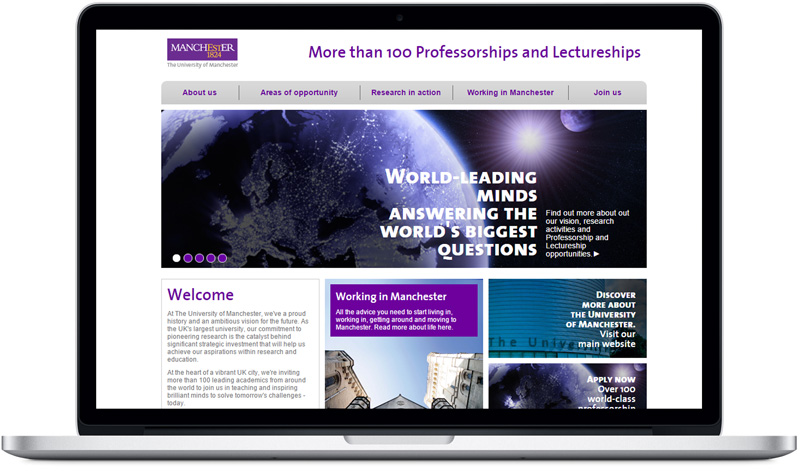 MANCHESTER
1824
The University of Manchester
More than 100 Professorships and Lectureships
About us
Areas of opportunity
Research in action
Working in Manchester
Join us
World-leading
minds
answering the
world's biggest
questions
Find out more about out
our vision, research
activities and
Professorship and
Lectureship
opportunities.
Welcome
At The University of Manchester, we've a proud
history and an ambitious vision for the future. As
the UK's largest university, our commitment to
pioneering research is the catalyst behind
significant strategic investment that will help us
achieve our aspirations within research and
education.
At the heart of a vibrant UK city, we're inviting
more than 100 leading academics from around
the world to join us in teaching and inspiring
brilliant minds to solve tomorrow's challenges -
today.
Working in Manchester
All the advice you need to start living in,
working in, getting around and moving to
Manchester. Read more about life here.
Discover
more about
the University
of Manchester.
Visit our
main website
The Unive
Apply now
Over 100
world-class
professorship